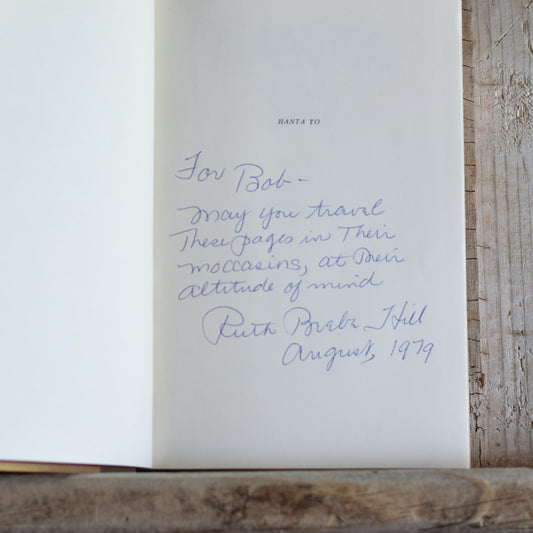 HANTA YO
For Bob-
May you travel
These pages in Their
moccasins, at Their
altitude of mind
Ruth Beebe Hill
August, 1979